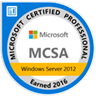 MICROSOFT CERTIFIED PROFESSIONAL
Microsoft
MCSA
Windows Server 2012
Earned 2016